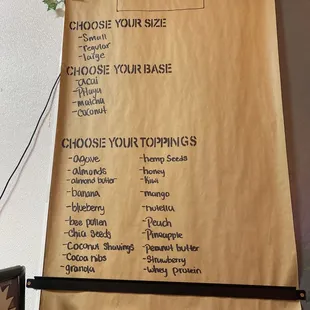 CHOOSE YOUR SIZE
-Small
-regular
-large
CHOOSE YOUR BASE
-acai
-Pitaya
-matcha
-coconut
CHOOSE YOUR TOPPINGS
-agave
-almonds
-almond butter
-banana
-blueberry
-bee pollen
-Chia Seeds
-Coconut Shavings
-Cocoa nibs
-granola
-hemp Seeds
-honey
-Kiwi
-mango
-nutella
-Peach
-Pineapple
-peanut butter
-Strawberry
-whey protein